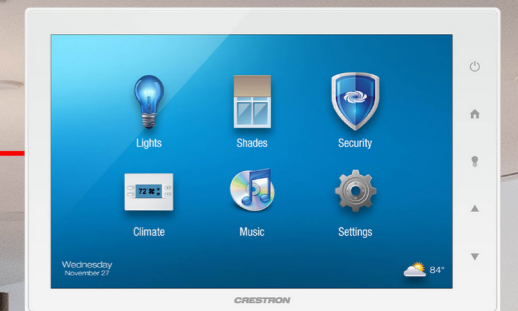 Lights
Shades
Security
72
Climate
Music
Settings
Wednesday
November 27
84°
CRESTRON